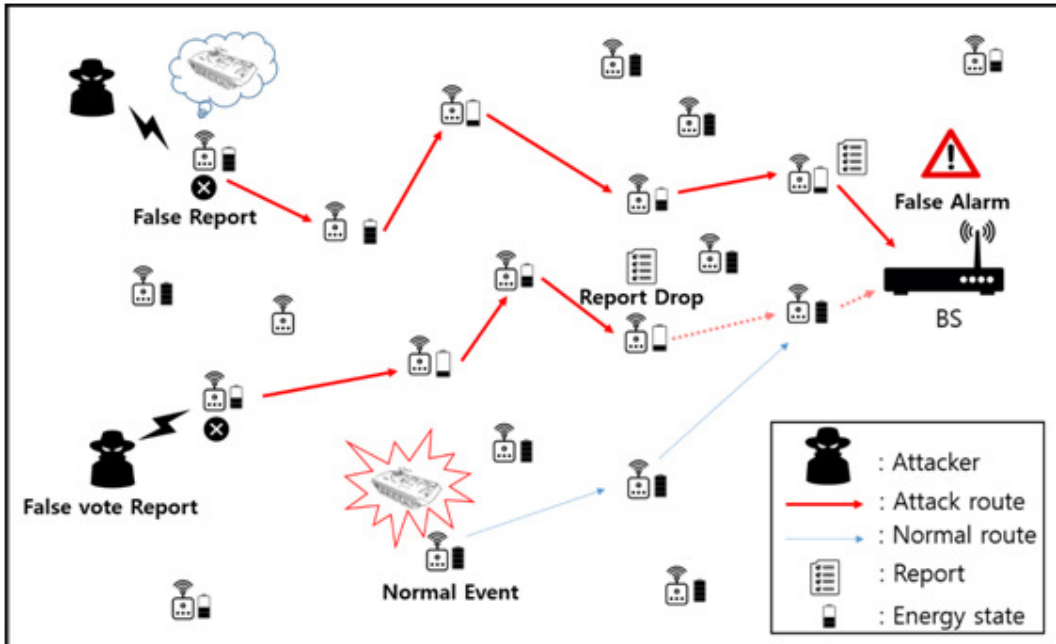 False Report
False Alarm
Report Drop
BS
False vote Report
Normal Event
: Attacker
: Attack route
: Normal route
: Report
: Energy state